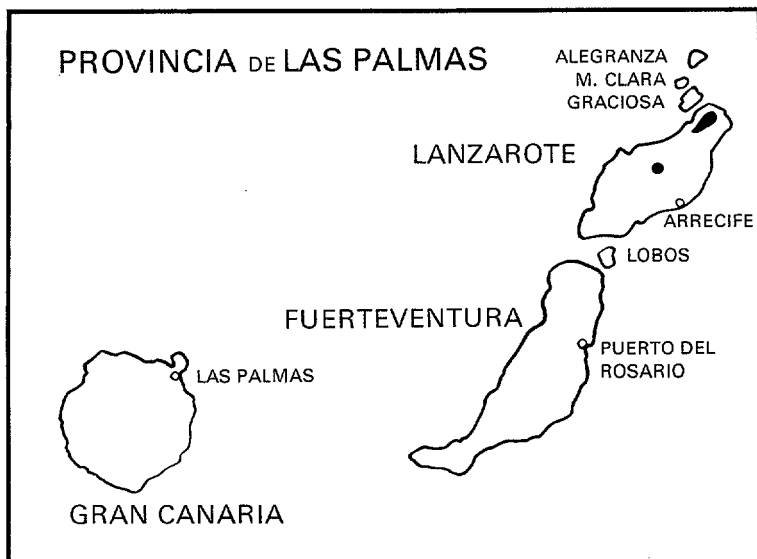 PROVINCIA DE LAS PALMAS
ALEGRANZA
M. CLARA
GRACIOSA
LANZAROTE
ARRECIFE
LOBOS
FUERTEVENTURA
PUERTO DEL
ROSARIO
LAS PALMAS
GRAN CANARIA